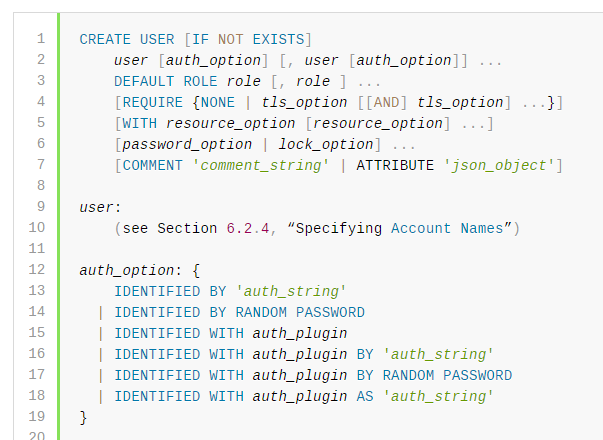 1 CREATE USER [IF NOT EXISTS]
2 user [auth_option] [, user [auth_option]] ...
3 DEFAULT ROLE role [, role ] ...
4 [REQUIRE {NONE | tls_option [[AND] tls_option] ...}]
5 [WITH resource_option [resource_option] ...]
6 [password_option | lock_option] ...
7 [COMMENT 'comment_string' | ATTRIBUTE 'json_object']
8
9 user:
10 (see Section 6.2.4, “Specifying Account Names”)
11
12 auth_option: {
13 IDENTIFIED BY 'auth_string'
14 | IDENTIFIED BY RANDOM PASSWORD
15 | IDENTIFIED WITH auth_plugin
16 | IDENTIFIED WITH auth_plugin BY 'auth_string'
17 | IDENTIFIED WITH auth_plugin BY RANDOM PASSWORD
18 | IDENTIFIED WITH auth_plugin AS 'auth_string'
19 }
20